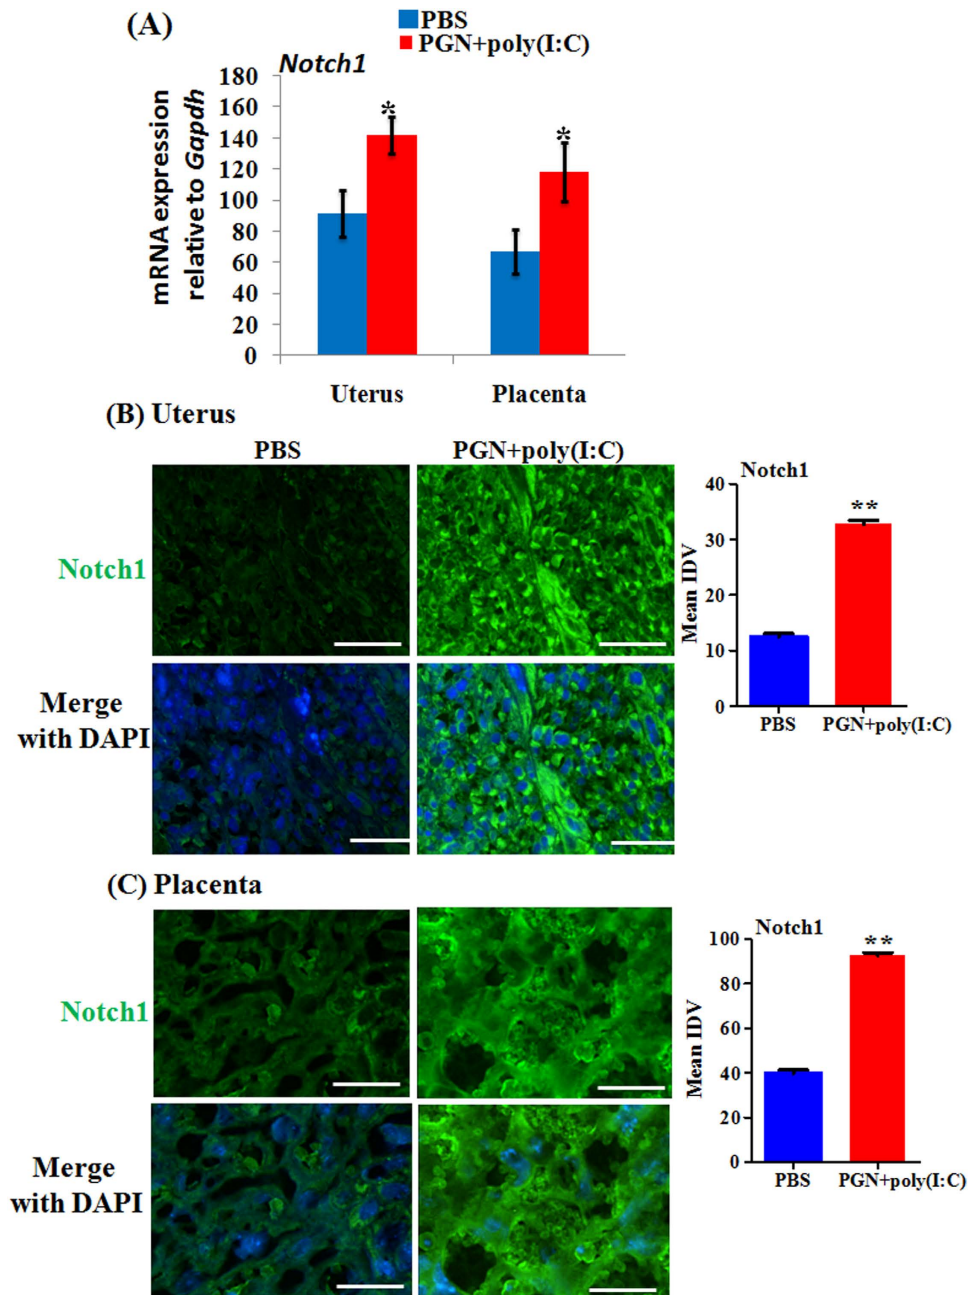 (A)
PBS
PGN+poly(I:C)
Notch1
mRNA expression
relative to Gapdh
180
160
140
120
100
80
60
40
20
0
*
*
Uterus
Placenta
(B) Uterus
PBS
PGN+poly(I:C)
Notch1
Merge
with DAPI
Notch1
Mean IDV
40
30
20
10
0
**
PBS
PGN+poly(I:C)
(C) Placenta
Notch1
Merge
with DAPI
Notch1
Mean IDV
100
80
60
40
20
0
**
PBS
PGN+poly(I:C)